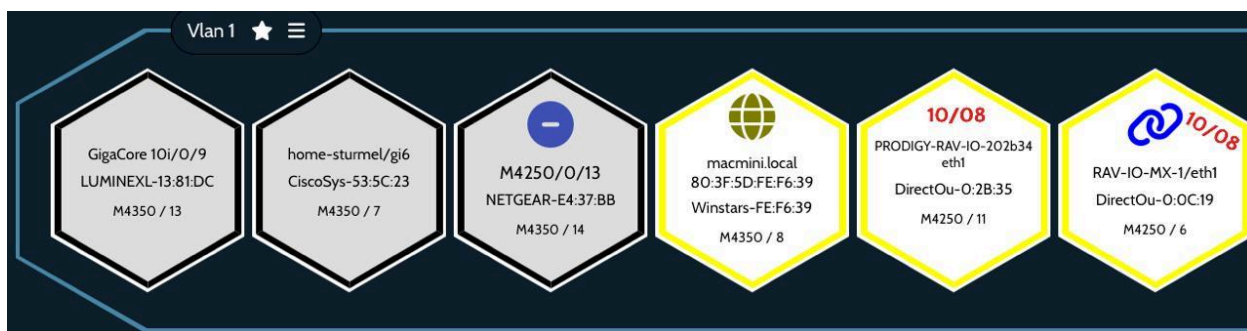 Vlan 1
GigaCore 10i/0/9
LUMINEXL-13:81:DC
M4350 / 13
home-sturmel/gi6
CiscoSys-53:5C:23
M4350 / 7
M4250/0/13
NETGEAR-E4:37:BB
M4350 / 14
macmini.local
80:3F:5D:FE:F6:39
Winstars-FE:F6:39
M4350 / 8
10/08
PRODIGY-RAV-IO-202b34
eth1
DirectOu-0:2B:35
M4250 / 11
10/08
RAV-IO-MX-1/eth1
DirectOu-0:0C:19
M4250 / 6